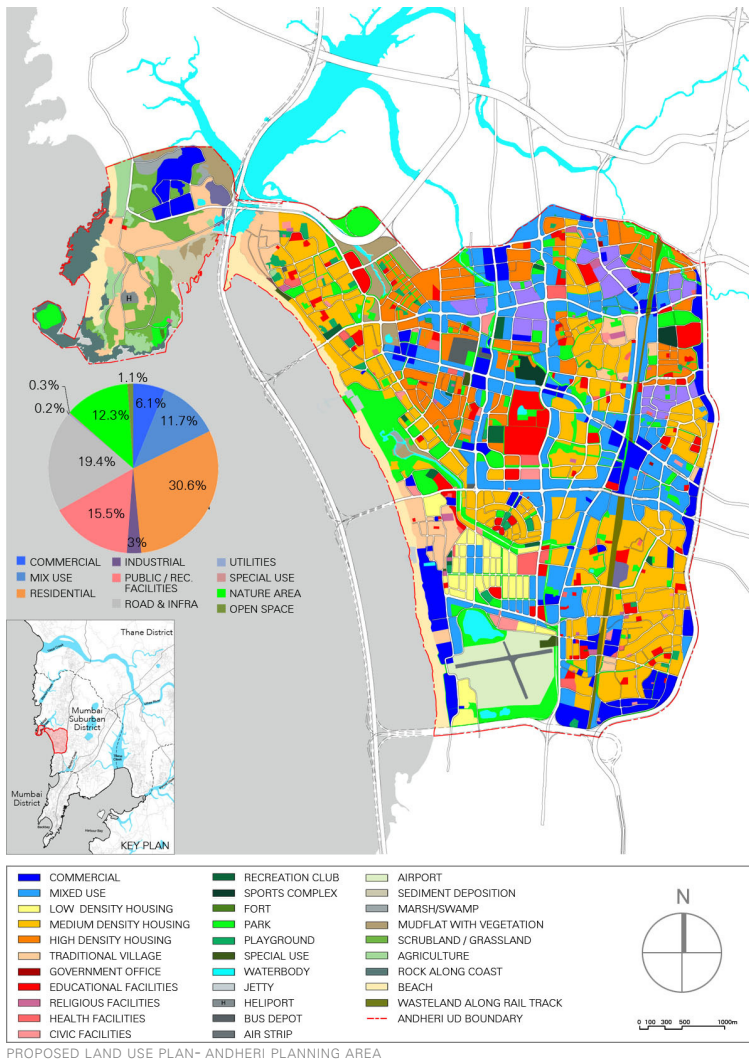 H
0.3%
1.1%
0.2%
12.3%
6.1%
11.7%
19.4%
30.6%
15.5%
3%
COMMERCIAL
MIX USE
RESIDENTIAL
INDUSTRIAL
PUBLIC / REC.
FACILITIES
ROAD & INFRA
UTILITIES
SPECIAL USE
NATURE AREA
OPEN SPACE
Thane District
Mumbai
Suburban
District
Mumbai
District
KEY PLAN
COMMERCIAL
MIXED USE
LOW DENSITY HOUSING
MEDIUM DENSITY HOUSING
HIGH DENSITY HOUSING
TRADITIONAL VILLAGE
GOVERNMENT OFFICE
EDUCATIONAL FACILITIES
RELIGIOUS FACILITIES
HEALTH FACILITIES
CIVIC FACILITIES
RECREATION CLUB
SPORTS COMPLEX
FORT
PARK
PLAYGROUND
SPECIAL USE
WATERBODY
JETTY
H HELIPORT
BUS DEPOT
AIR STRIP
AIRPORT
SEDIMENT DEPOSITION
MARSH/SWAMP
MUDFLAT WITH VEGETATION
SCRUBLAND / GRASSLAND
AGRICULTURE
ROCK ALONG COAST
BEACH
WASTELAND ALONG RAIL TRACK
ANDHERI UD BOUNDARY
N
0 100 300 500 1000m
PROPOSED LAND USE PLAN- ANDHERI PLANNING AREA